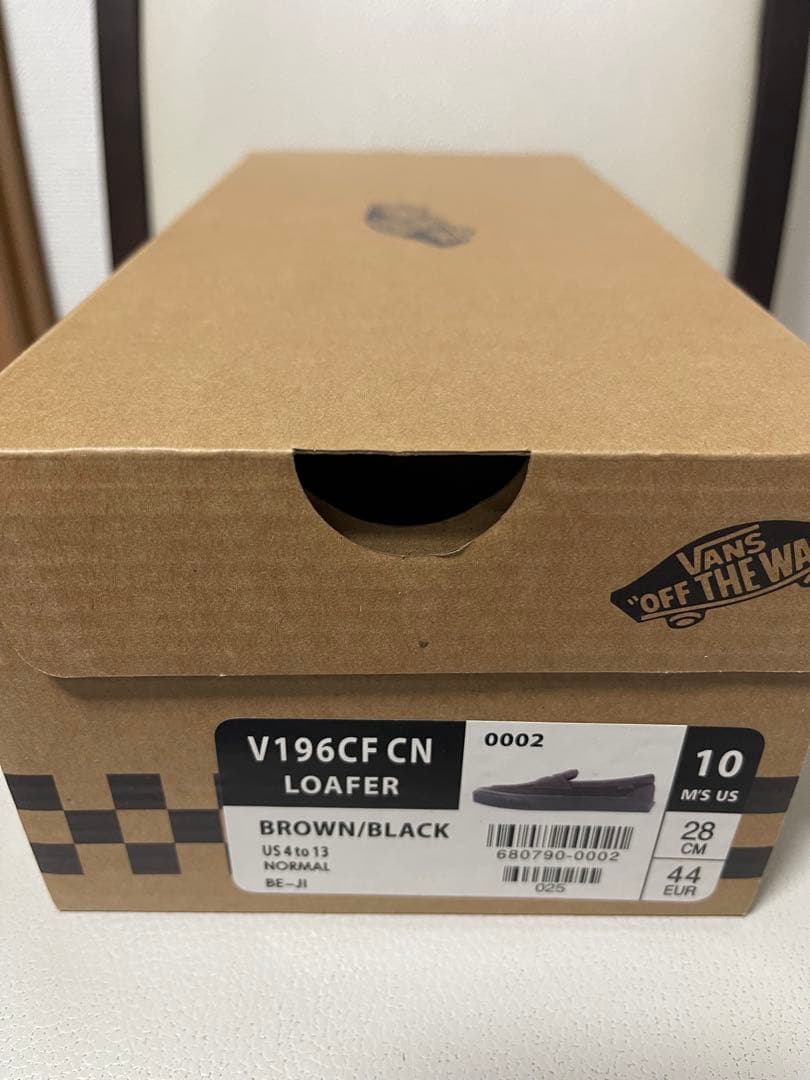 VANS
"OFF THE WA
V196CF CN
LOAFER
0002
10
M'S US
BROWN/BLACK
US 4 to 13
NORMAL
BE-JI
680790-0002
025
28
CM
44
EUR